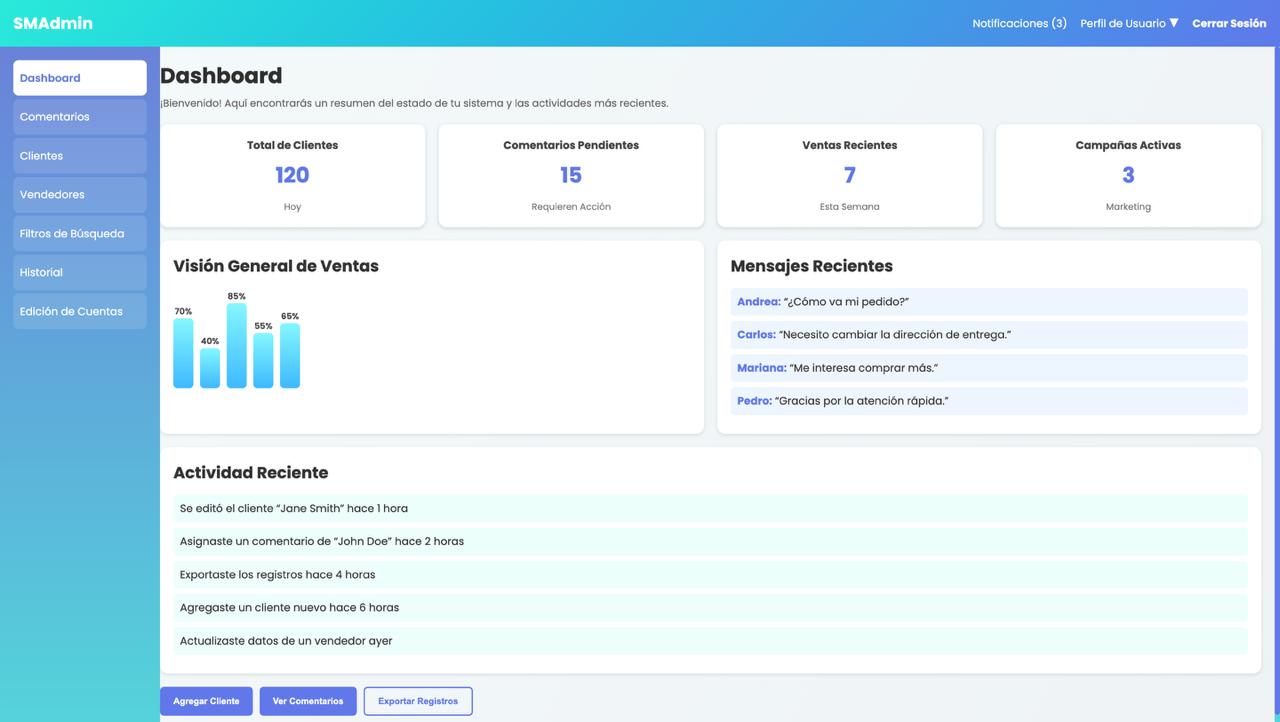 SMAdmin
Notificaciones (3) Perfil de Usuario ▼ Cerrar Sesión
Dashboard
Comentarios
Clientes
Vendedores
Filtros de Búsqueda
Historial
Edición de Cuentas
Dashboard
¡Bienvenido! Aquí encontrarás un resumen del estado de tu sistema y las actividades más recientes.
Total de Clientes
120
Hoy
Comentarios Pendientes
15
Requieren Acción
Ventas Recientes
7
Esta Semana
Campañas Activas
3
Marketing
Visión General de Ventas
70%
40%
85%
55%
65%
Mensajes Recientes
Andrea: “¿Cómo va mi pedido?”
Carlos: “Necesito cambiar la dirección de entrega.”
Mariana: “Me interesa comprar más.”
Pedro: “Gracias por la atención rápida.”
Actividad Reciente
Se editó el cliente “Jane Smith” hace 1 hora
Asignaste un comentario de “John Doe” hace 2 horas
Exportaste los registros hace 4 horas
Agregaste un cliente nuevo hace 6 horas
Actualizaste datos de un vendedor ayer
Agregar Cliente Ver Comentarios Exportar Registros